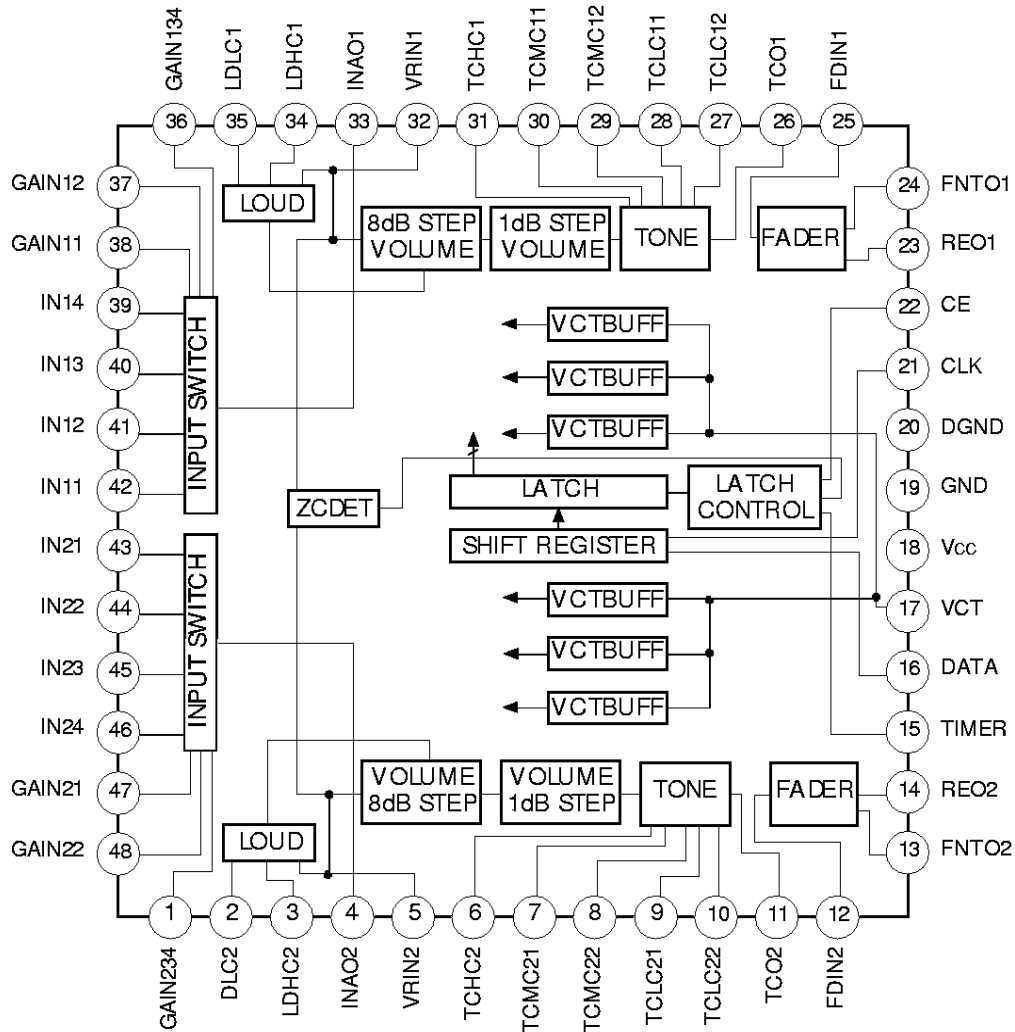 GAIN134
LDLC1
LDHC1
INAO1
VRIN1
TCHC1
TCMC11
TCMC12
TCLC11
TCLC12
TCO1
FDIN1
36 35 34 33 32 31 30 29 28 27 26 25
GAIN12 37
GAIN11 38
IN14 39
IN13 40
IN12 41
IN11 42
IN21 43
IN22 44
IN23 45
IN24 46
GAIN21 47
GAIN22 48
24 FNTO1
23 REO1
22 CE
21 CLK
20 DGND
19 GND
18 Vcc
17 VCT
16 DATA
15 TIMER
14 REO2
13 FNTO2
LOUD
8dB STEP
VOLUME
1dB STEP
VOLUME
TONE
FADER
INPUT SWITCH
VCTBUFF
VCTBUFF
VCTBUFF
LATCH
LATCH
CONTROL
ZCDET
SHIFT REGISTER
INPUT SWITCH
VCTBUFF
VCTBUFF
VCTBUFF
VOLUME
8dB STEP
VOLUME
1dB STEP
TONE
FADER
LOUD
1 2 3 4 5 6 7 8 9 10 11 12
GAIN234
DLC2
LDHC2
INAO2
VRIN2
TCHC2
TCMC21
TCMC22
TCLC21
TCLC22
TCO2
FDIN2